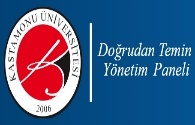 KASTAMONU ÜNİVERSİTESİ
2006
Doğrudan Temin
Yönetim Paneli